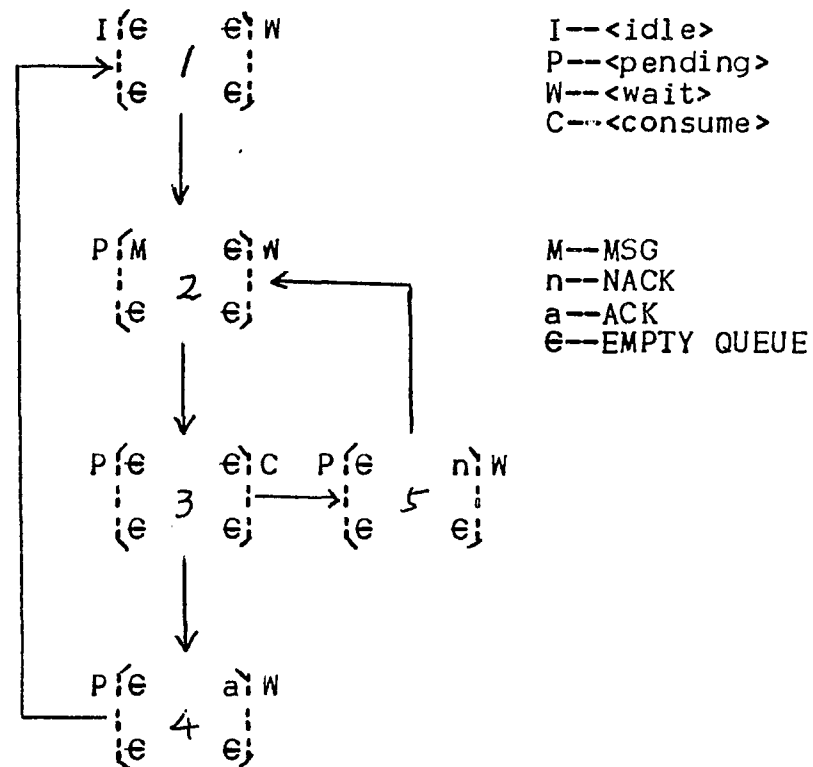 I Є Є W
1
Є Є
P M Є W
2
Є Є
P Є Є C P Є n W
3 5
Є Є Є Є
P Є a W
4
Є Є
I--<idle>
P--<pending>
W--<wait>
C--<consume>
M--MSG
n--NACK
a--ACK
Є--EMPTY QUEUE